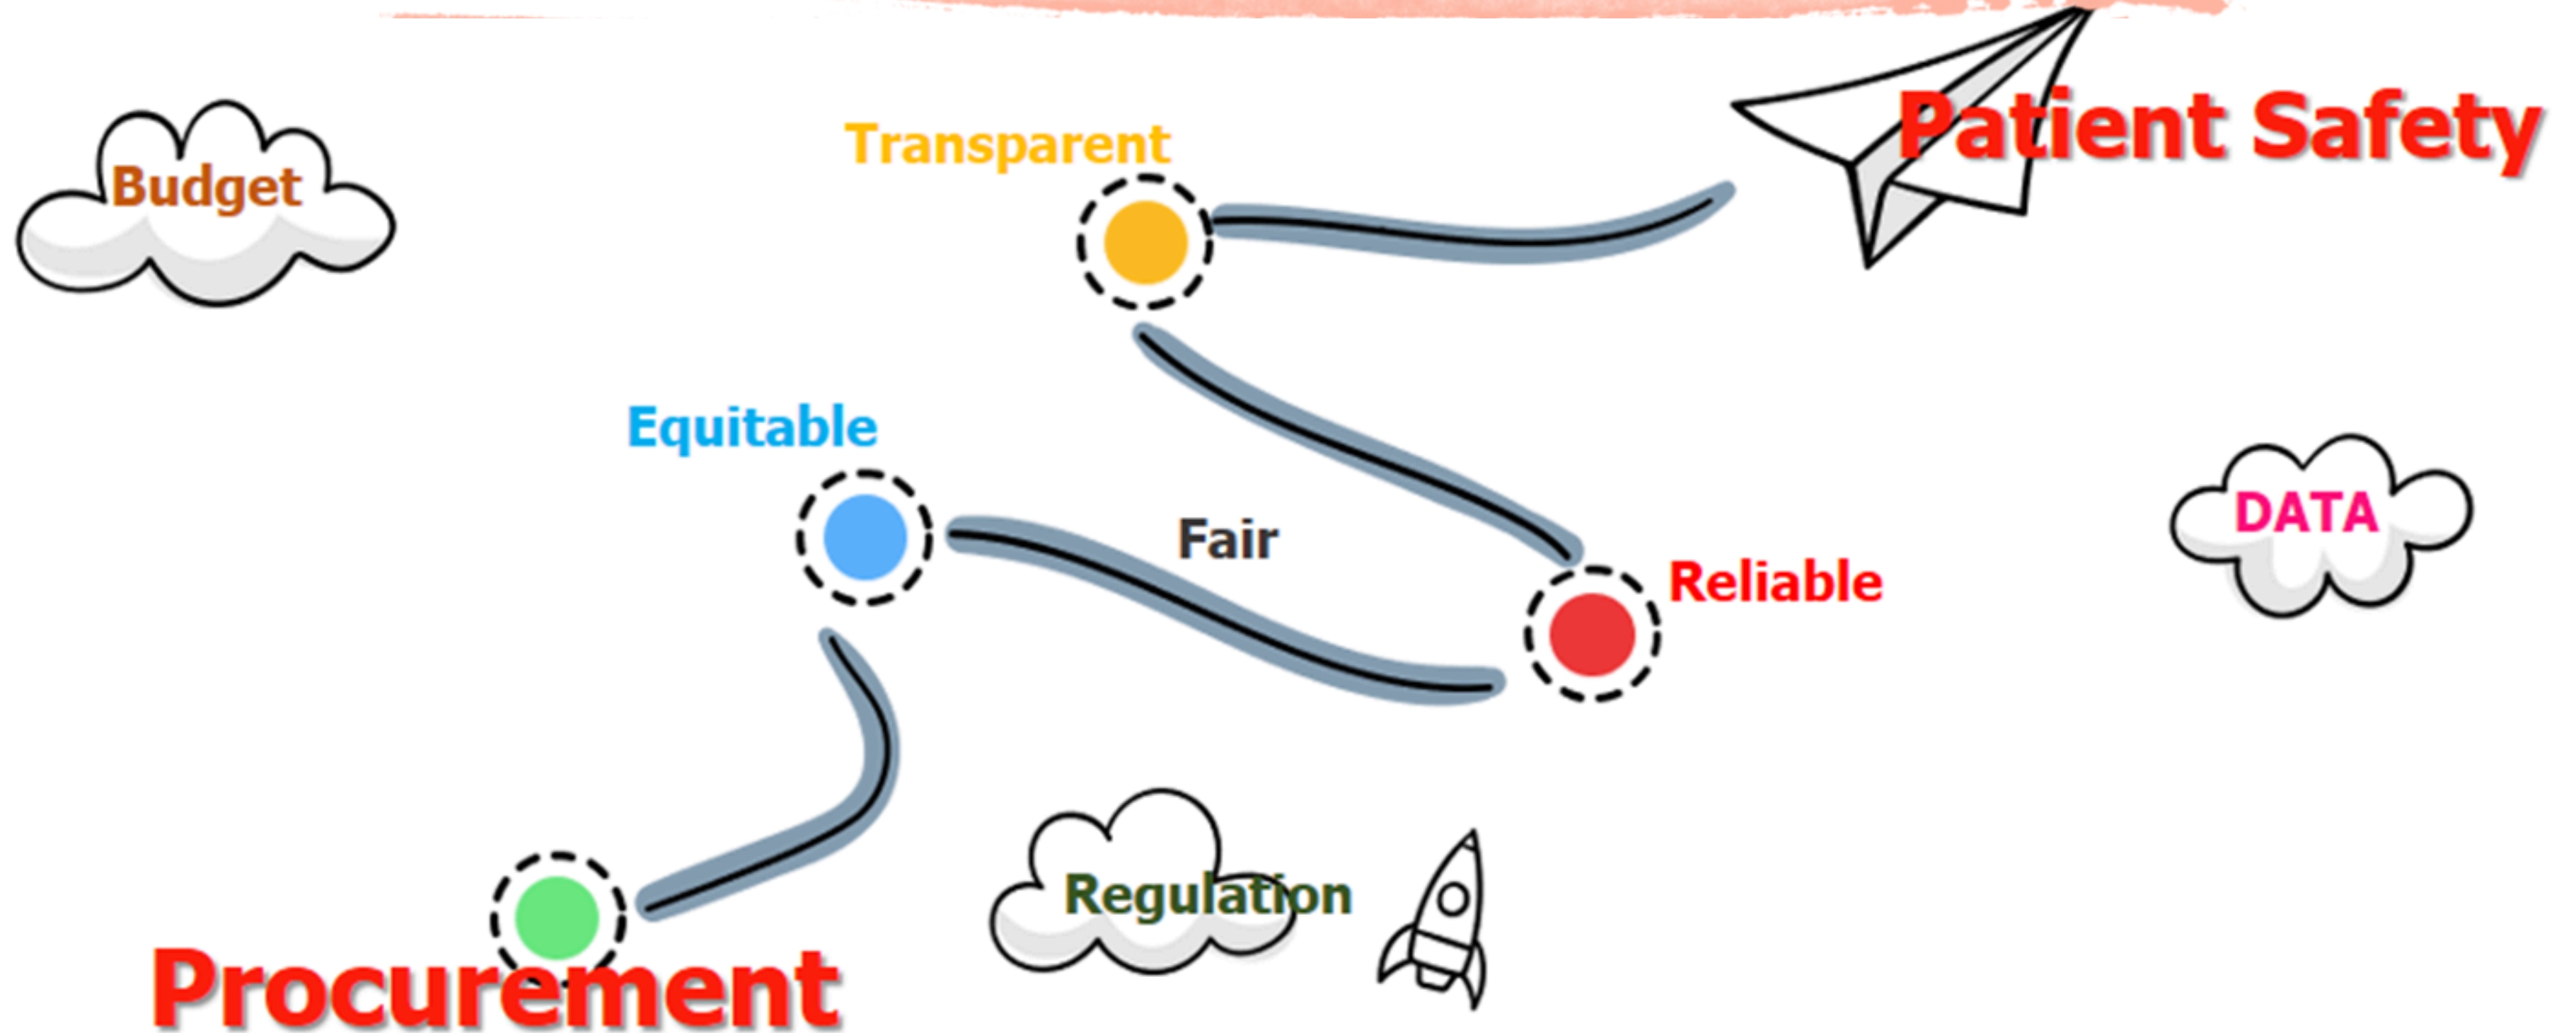 Patient Safety
Transparent
Budget
Equitable
DATA
Fair
Reliable
Regulation
Procurement